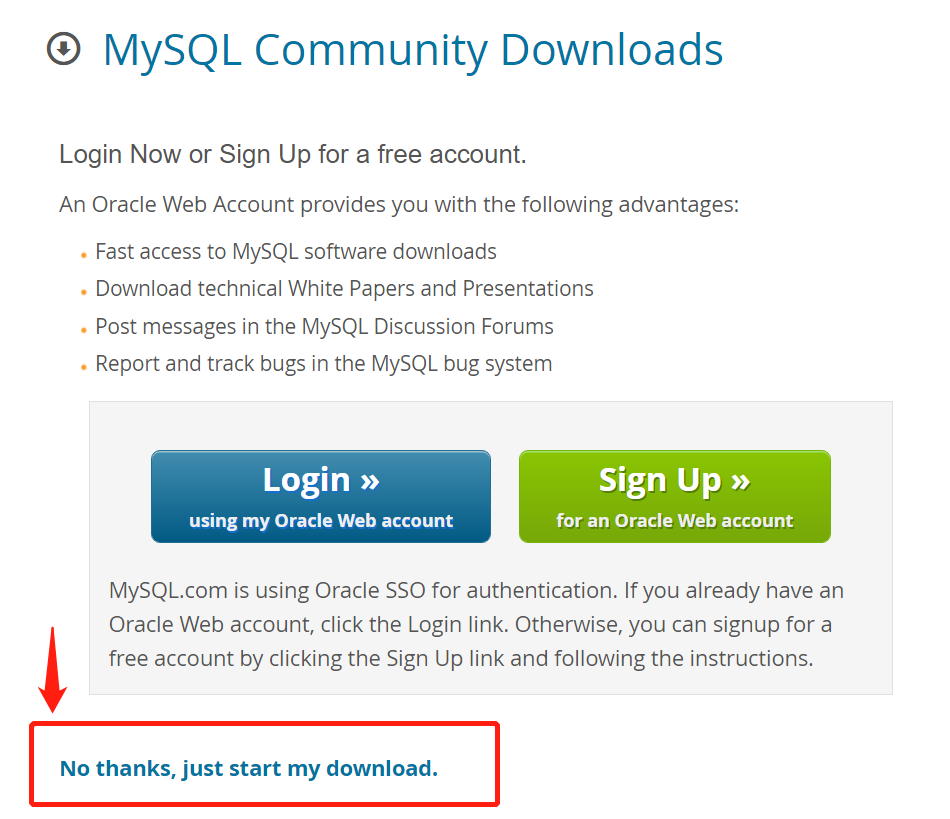 MySQL Community Downloads
Login Now or Sign Up for a free account.
An Oracle Web Account provides you with the following advantages:
Fast access to MySQL software downloads
Download technical White Papers and Presentations
Post messages in the MySQL Discussion Forums
Report and track bugs in the MySQL bug system
Login »
using my Oracle Web account
Sign Up »
for an Oracle Web account
MySQL.com is using Oracle SSO for authentication. If you already have an
Oracle Web account, click the Login link. Otherwise, you can signup for a
free account by clicking the Sign Up link and following the instructions.
No thanks, just start my download.